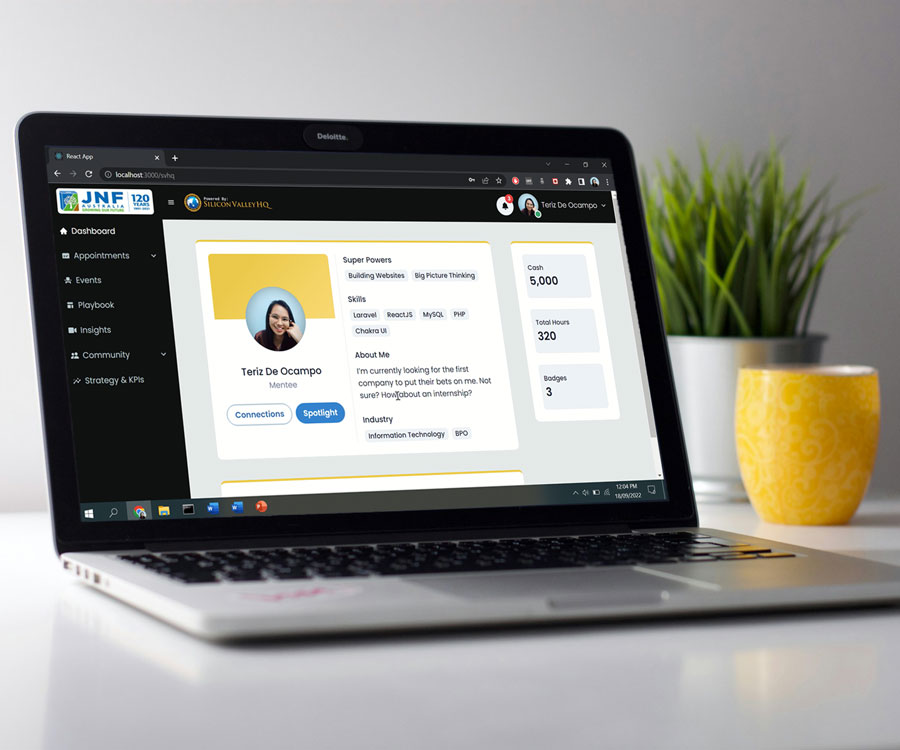 Deloitte.
React App
localhost:3000/svhq
JNF
AUSTRALIA
GROWING OUR FUTURE
120
YEARS
1901-2021
Powered By:
SILICON VALLEY HQ
3
Teriz De Ocampo
Dashboard
Appointments
Events
Playbook
Insights
Community
Strategy & KPIs
Teriz De Ocampo
Mentee
Connections
Spotlight
Super Powers
Building Websites
Big Picture Thinking
Skills
Laravel
ReactJS
MySQL
PHP
Chakra UI
About Me
I'm currently looking for the first
company to put their bets on me. Not
sure? How about an internship?
Industry
Information Technology
BPO
Cash
5,000
Total Hours
320
Badges
3
12:04 PM
18/09/2022